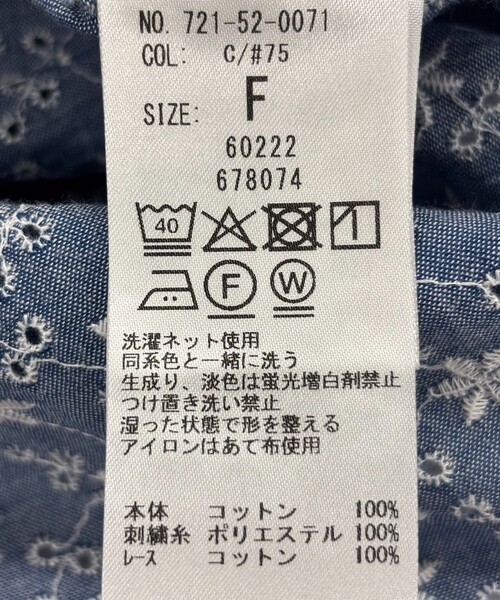 NO. 721-52-0071
COL: C/#75
SIZE: F
60222
678074
40
F W
洗濯ネット使用
同系色と一緒に洗う
生成り、淡色は蛍光増白剤禁止
つけ置き洗い禁止
湿った状態で形を整える
アイロンはあて布使用
本体 コットン 100%
刺繍糸 ポリエステル 100%
レース コットン 100%